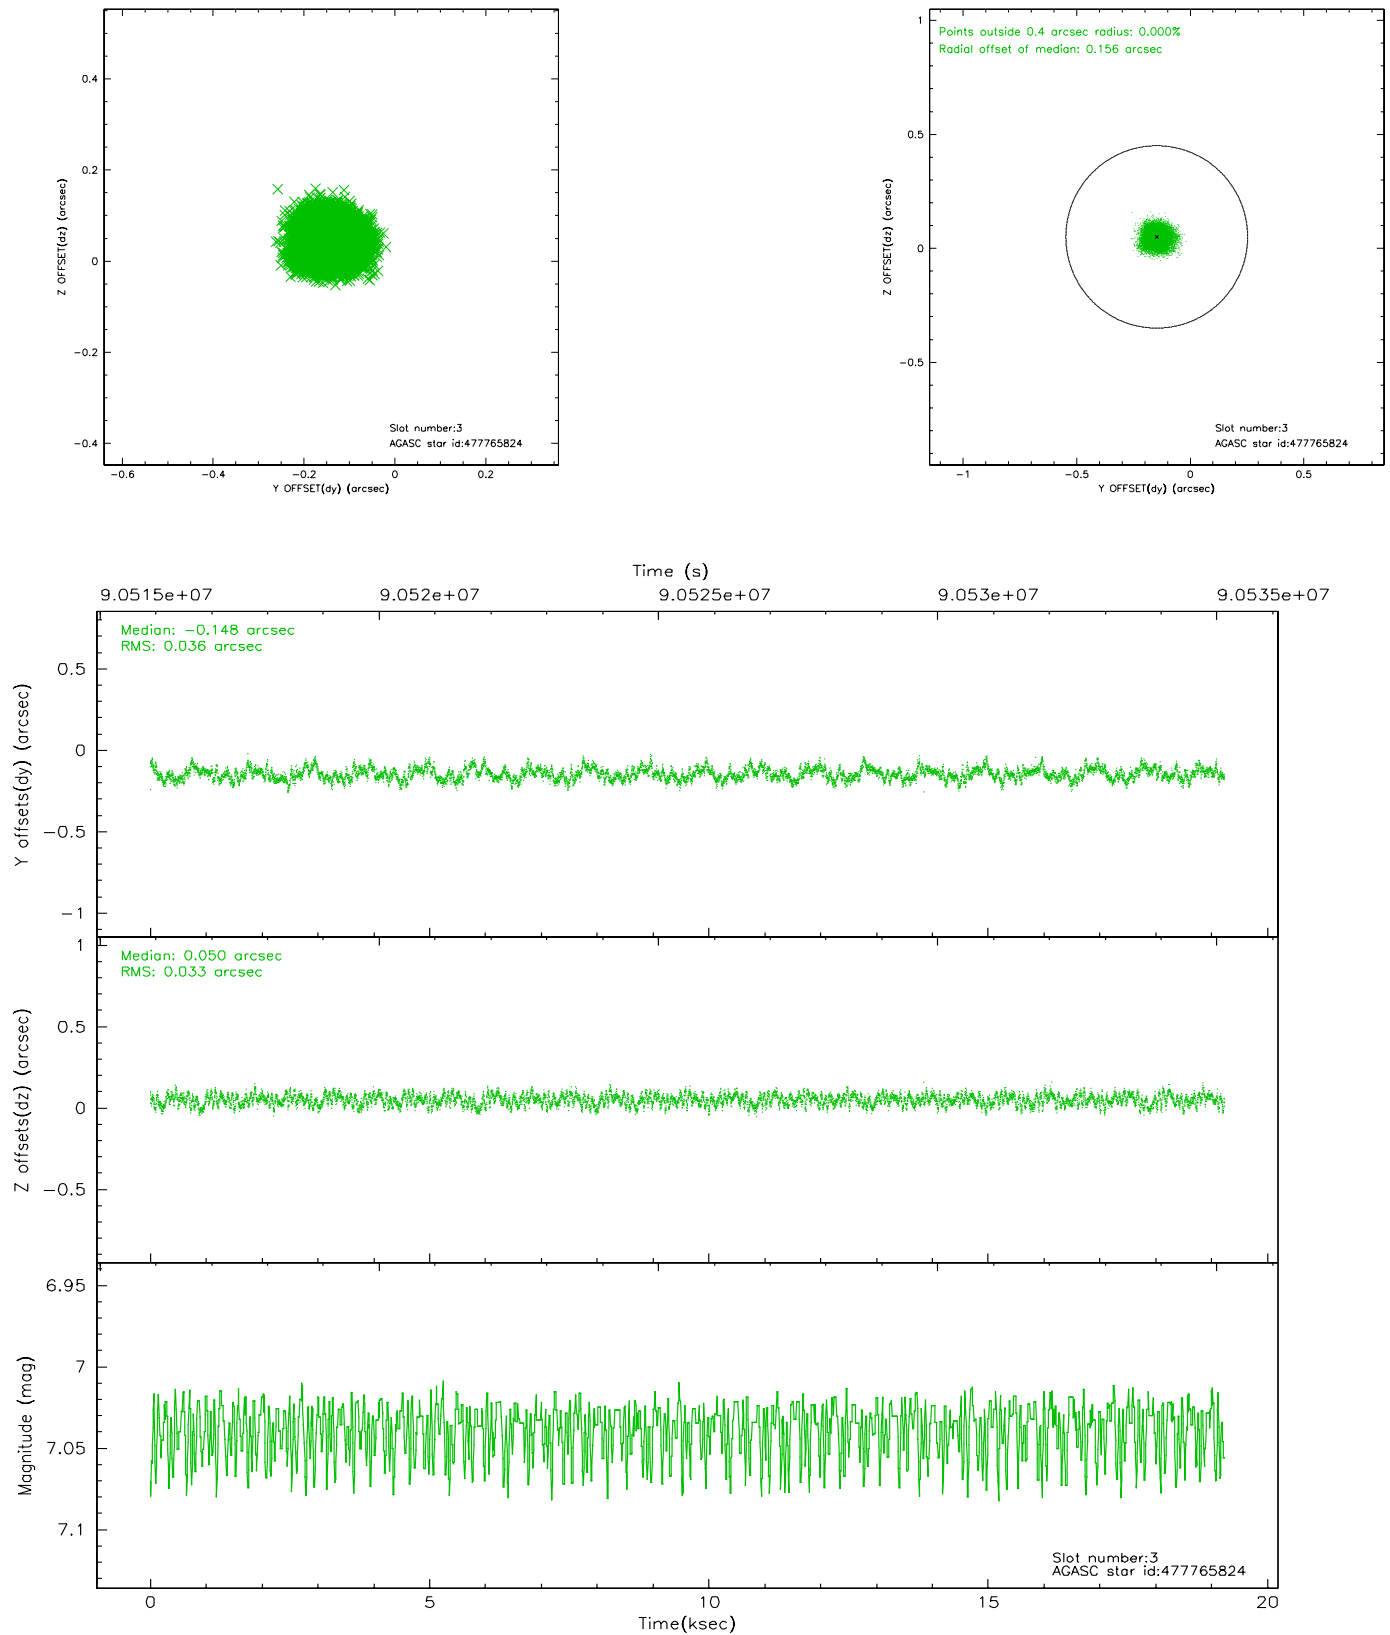 0.4
0.2
0
−0.2
−0.4
Z OFFSET(dz) (arcsec)
Slot number:3
AGASC star id:477765824
−0.6
−0.4
−0.2
0
0.2
Y OFFSET(dy) (arcsec)
Points outside 0.4 arcsec radius: 0.000%
Radial offset of median: 0.156 arcsec
1
0.5
0
−0.5
Z OFFSET(dz) (arcsec)
Slot number:3
AGASC star id:477765824
−1
−0.5
0
0.5
Y OFFSET(dy) (arcsec)
Time (s)
9.0515e+07
9.052e+07
9.0525e+07
9.053e+07
9.0535e+07
Median: −0.148 arcsec
RMS: 0.036 arcsec
0.5
0
−0.5
−1
Y offsets(dy) (arcsec)
Median: 0.050 arcsec
RMS: 0.033 arcsec
1
0.5
0
−0.5
Z offsets(dz) (arcsec)
6.95
7
7.05
7.1
Magnitude (mag)
Slot number:3
AGASC star id:477765824
0
5
10
15
20
Time(ksec)